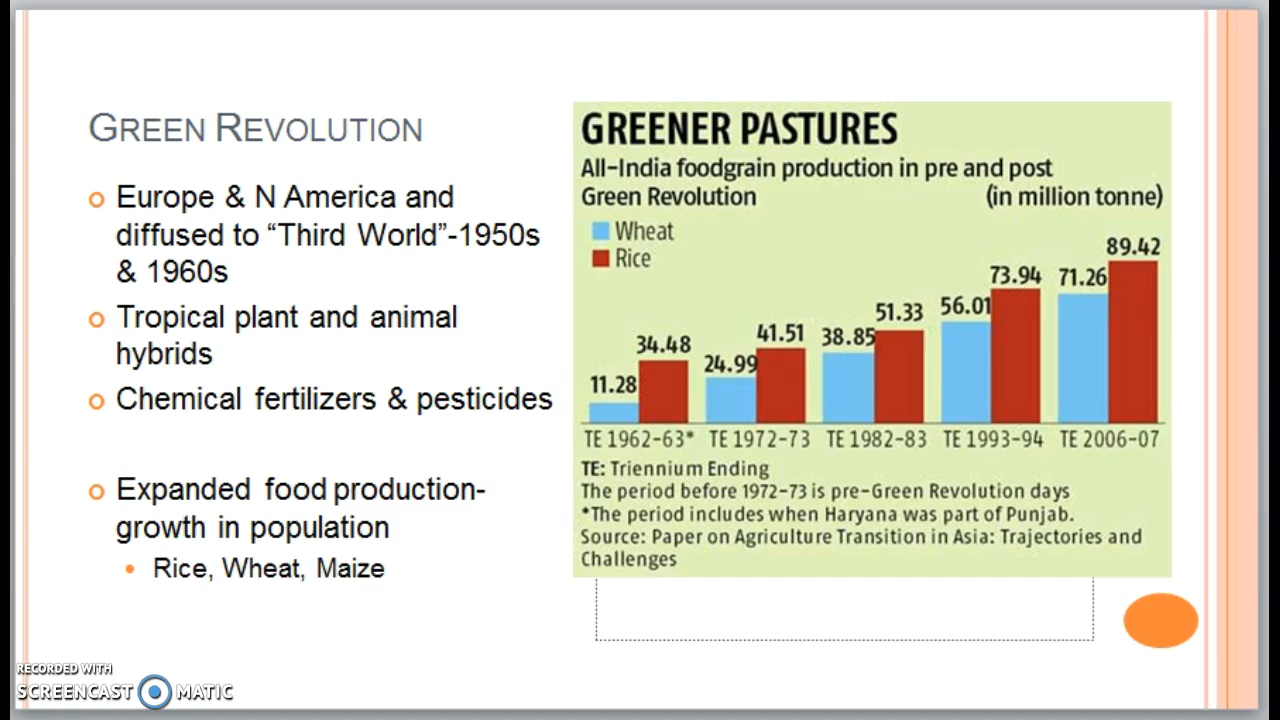 GREEN REVOLUTION
Europe & N America and
diffused to “Third World”-1950s
& 1960s
Tropical plant and animal
hybrids
Chemical fertilizers & pesticides
Expanded food production-
growth in population
Rice, Wheat, Maize
GREENER PASTURES
All-India foodgrain production in pre and post
Green Revolution (in million tonne)
Wheat
Rice
11.28 34.48 24.99 41.51 38.85 51.33 56.01 73.94 71.26 89.42
TE 1962-63* TE 1972-73 TE 1982-83 TE 1993-94 TE 2006-07
TE: Triennium Ending
The period before 1972-73 is pre-Green Revolution days
*The period includes when Haryana was part of Punjab.
Source: Paper on Agriculture Transition in Asia: Trajectories and
Challenges
RECORDED WITH
SCREENCAST MATIC